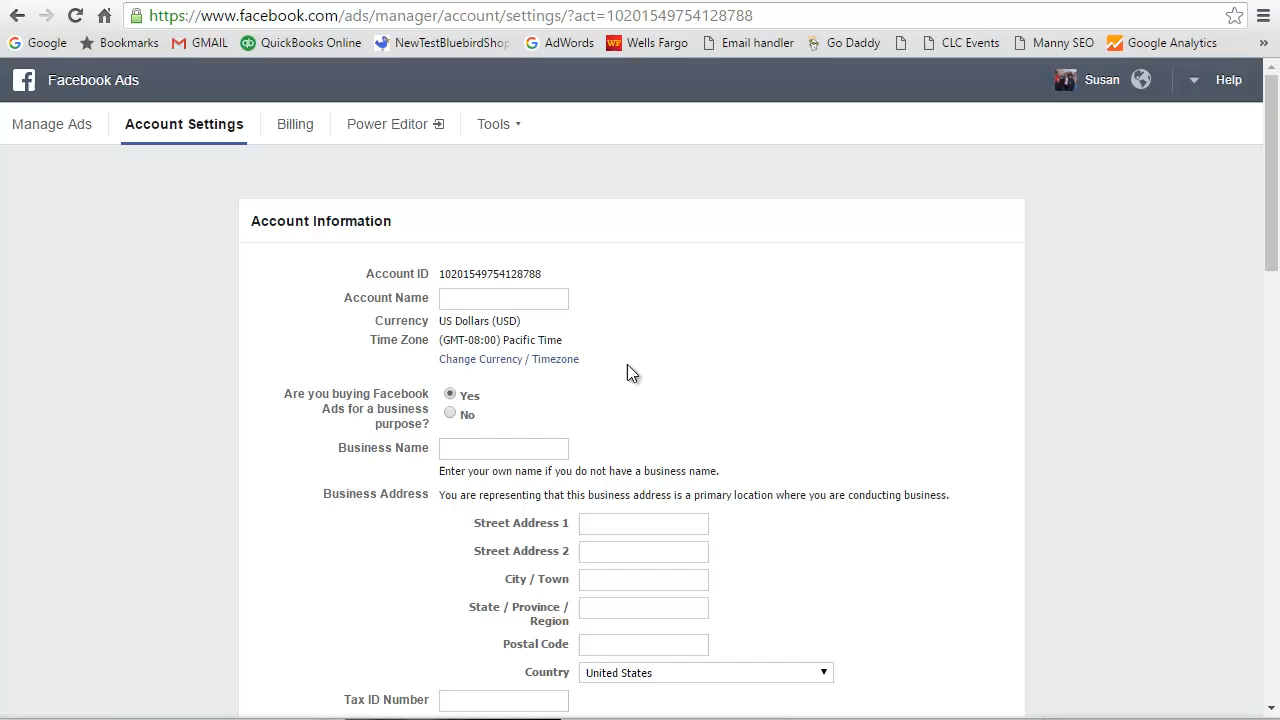 https://www.facebook.com/ads/manager/account/settings/?act=10201549754128788
Google Bookmarks GMAIL QuickBooks Online NewTestBluebirdShop AdWords Wells Fargo Email handler Go Daddy CLC Events Manny SEO Google Analytics »
Facebook Ads Susan Help
Manage Ads Account Settings Billing Power Editor Tools
Account Information
Account ID 10201549754128788
Account Name
Currency US Dollars (USD)
Time Zone (GMT-08:00) Pacific Time
Change Currency / Timezone
Are you buying Facebook Yes
Ads for a business No
purpose?
Business Name
Enter your own name if you do not have a business name.
Business Address You are representing that this business address is a primary location where you are conducting business.
Street Address 1
Street Address 2
City / Town
State / Province /
Region
Postal Code
Country United States
Tax ID Number